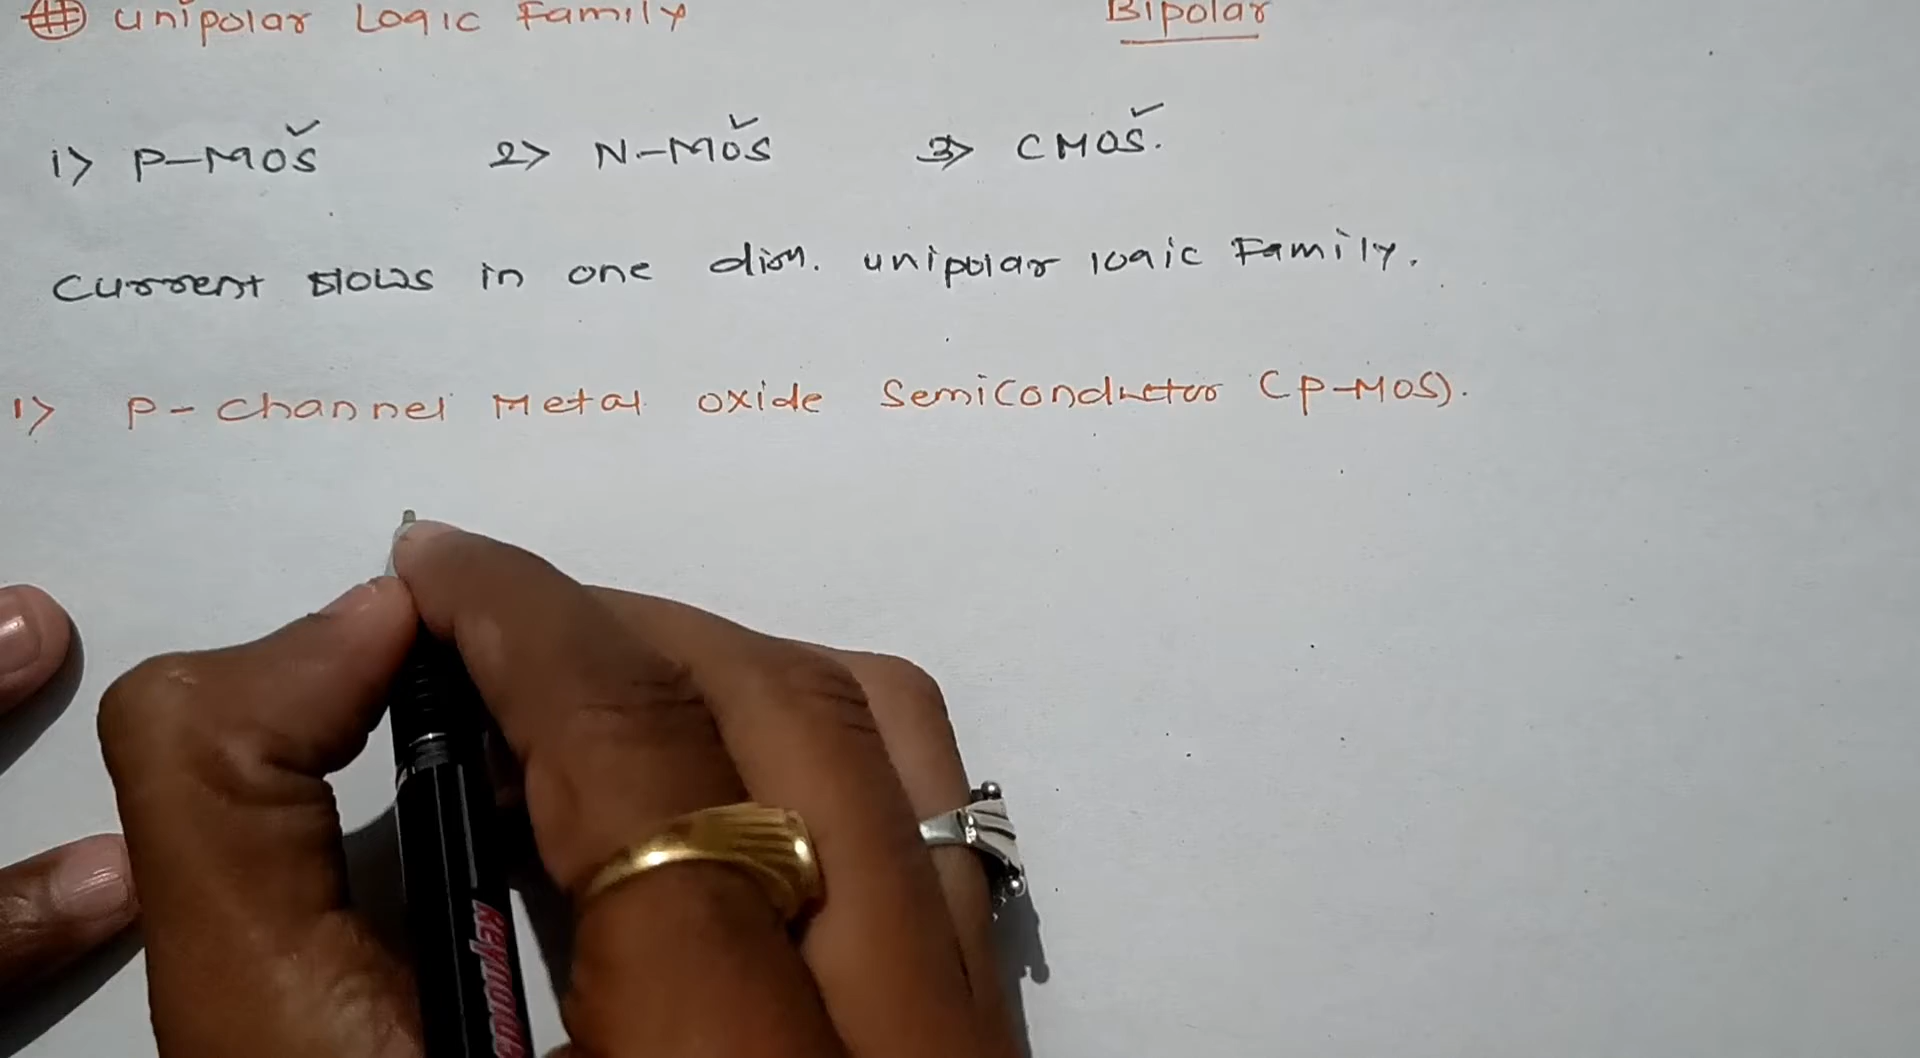 # Unipolar Logic Family Bipolar
1) P-MOS 2) N-MOS 3) CMOS.
Current flows in one dirn. unipolar logic Family.
1) P-channel Metal oxide Semiconductor (P-MOS).